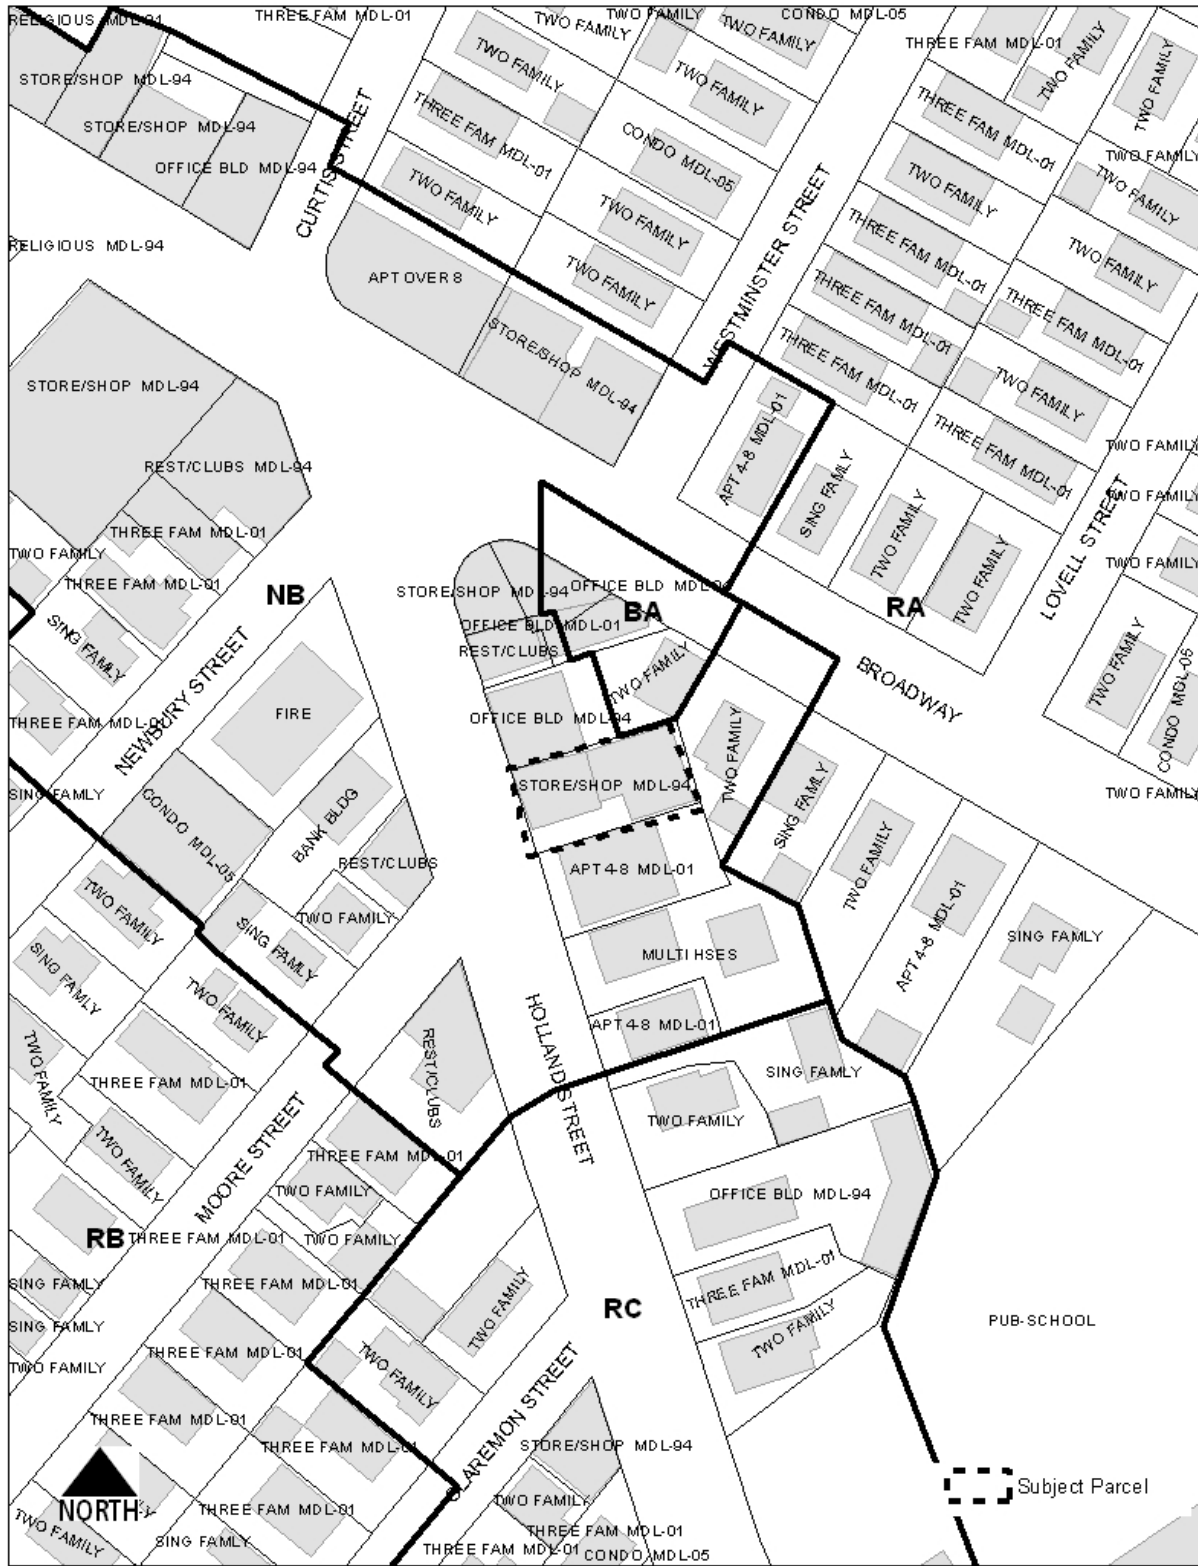 RELIGIOUS MDL-01
THREE FAM MDL-01
TWO FAMILY
TWO FAMILY
CONDO MDL-05
TWO FAMILY
THREE FAM MDL-01
TWO FAMILY
TWO FAMILY
STORE/SHOP MDL-94
TWO FAMILY
TWO FAMILY
STORE/SHOP MDL-94
THREE FAM MDL-01
CONDO MDL-05
THREE FAM MDL-01
TWO FAMILY
OFFICE BLD MDL-94
CURTIS STREET
TWO FAMILY
TWO FAMILY
TWO FAMILY
TWO FAMILY
RELIGIOUS MDL-94
APT OVER 8
TWO FAMILY
WESTMINSTER STREET
THREE FAM MDL-01
TWO FAMILY
THREE FAM MDL-01
THREE FAM MDL-01
STORE/SHOP MDL-94
THREE FAM MDL-01
STORE/SHOP MDL-94
APT 4-8 MDL-01
TWO FAMILY
THREE FAM MDL-01
TWO FAMILY
REST/CLUBS MDL-94
SING FAMLY
TWO FAMILY
LOVELL STREET
TWO FAMILY
THREE FAM MDL-01
TWO FAMILY
THREE FAM MDL-01
TWO FAMILY
TWO FAMILY
NB
STORE/SHOP MDL-94
OFFICE BLD MDL-94
BA
RA
SING FAMLY
OFFICE BLD MDL-01
REST/CLUBS
TWO FAMILY
BROADWAY
TWO FAMILY
CONDO MDL-05
NEWBURY STREET
THREE FAM MDL-01
FIRE
OFFICE BLD MDL-94
TWO FAMILY
STORE/SHOP MDL-94
SING FAMLY
TWO FAMILY
SING FAMLY
CONDO MDL-05
BANK BLDG
REST/CLUBS
APT 4-8 MDL-01
TWO FAMILY
APT 4-8 MDL-01
TWO FAMILY
TWO FAMILY
SING FAMLY
SING FAMLY
SING FAMLY
MULTI HSES
TWO FAMILY
HOLLAND STREET
APT 4-8 MDL-01
TWO FAMILY
THREE FAM MDL-01
REST/CLUBS
SING FAMLY
TWO FAMILY
TWO FAMILY
MOORE STREET
THREE FAM MDL-01
TWO FAMILY
OFFICE BLD MDL-94
RB
THREE FAM MDL-01
TWO FAMILY
SING FAMLY
THREE FAM MDL-01
TWO FAMILY
THREE FAM MDL-01
RC
SING FAMLY
PUB-SCHOOL
TWO FAMILY
TWO FAMILY
THREE FAM MDL-01
TWO FAMILY
THREE FAM MDL-01
CLAREMON STREET
THREE FAM MDL-01
STORE/SHOP MDL-94
Subject Parcel
NORTH
THREE FAM MDL-01
TWO FAMILY
TWO FAMILY
SING FAMLY
THREE FAM MDL-01
THREE FAM MDL-01
CONDO MDL-05